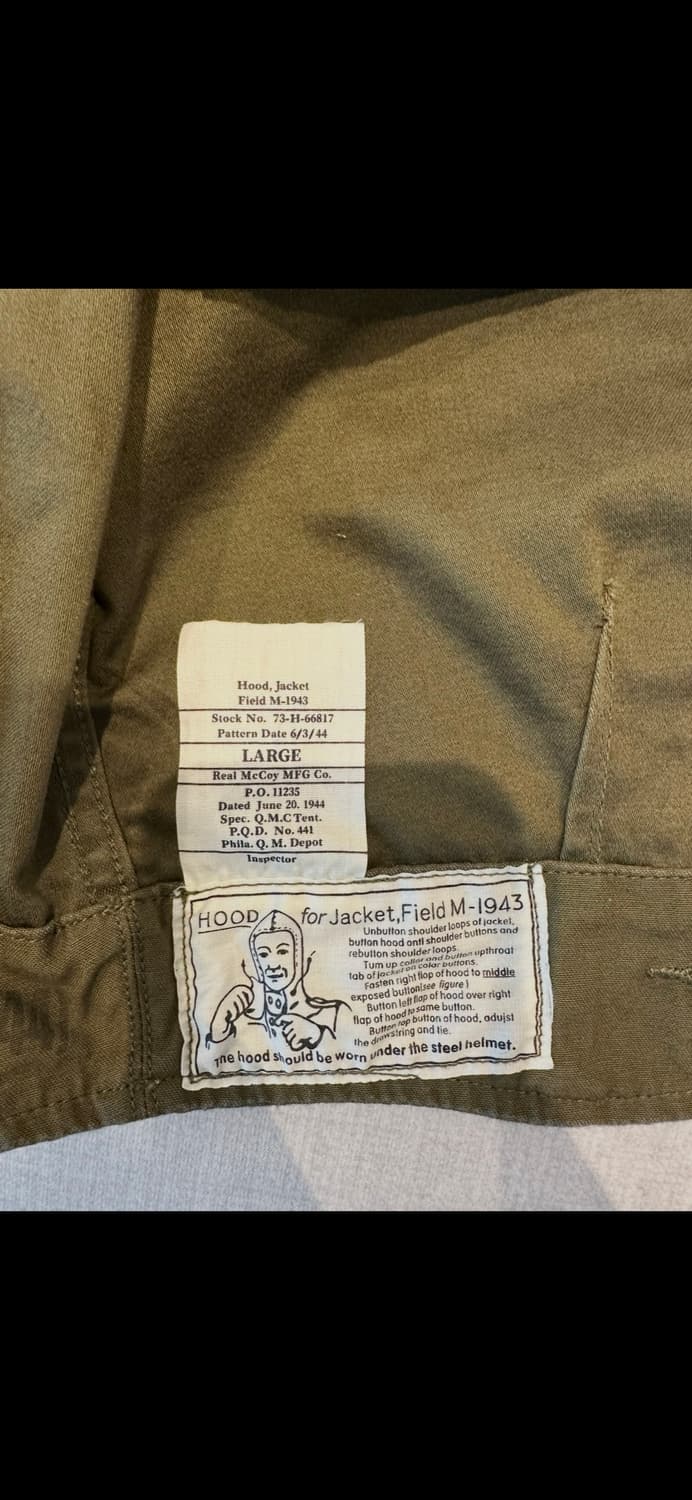 Hood, Jacket
Field M-1943
Stock No. 73-H-66817
Pattern Date 6/3/44
LARGE
Real McCoy MFG Co.
P.O. 11235
Dated June 20. 1944
Spec. Q.M.C Tent.
P.Q.D. No. 441
Phila. Q. M. Depot
Inspector
HOOD for Jacket,Field M-1943
Unbutton shoulder loops of jacket,
button hood onti shoulder buttons and
rebutton shoulder loops.
Turn up collar and button upthroat
tab of jacket on colar buttons.
Fasten right flop of hood to middle
exposed button(see figure)
Button left flap of hood over right
flap of hood to same button.
Button top button of hood, adujst
the drowstring and tie.
The hood should be worn under the steel helmet.